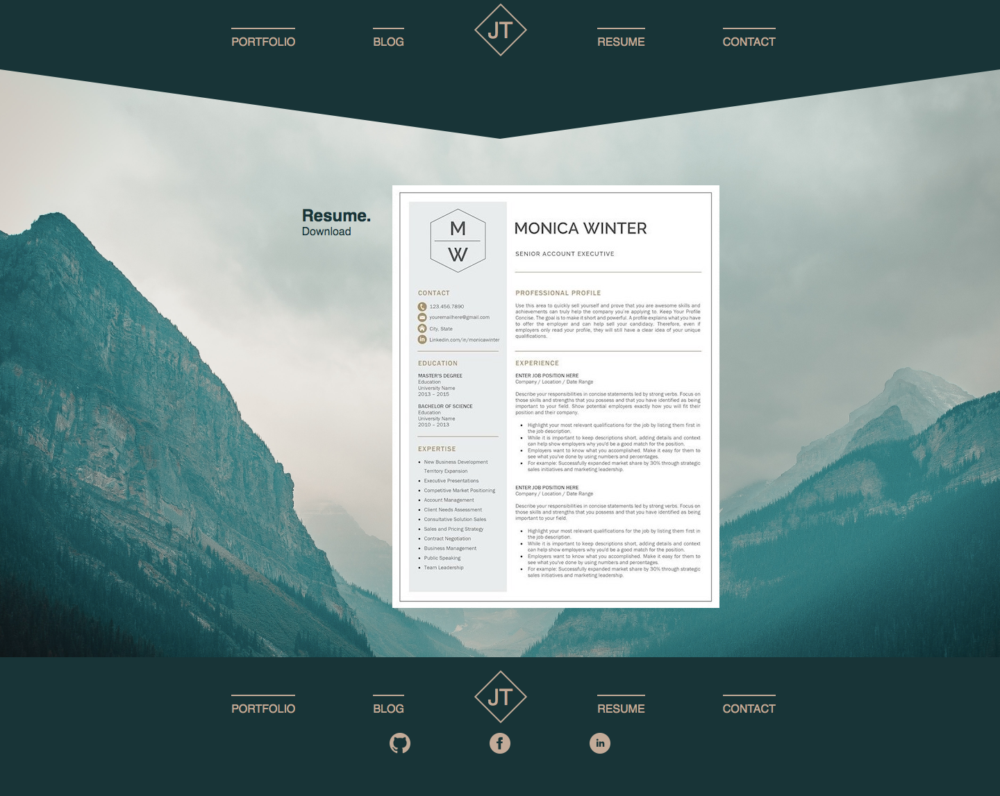 PORTFOLIO
BLOG
JT
RESUME
CONTACT
Resume.
Download
M
W
MONICA WINTER
SENIOR ACCOUNT EXECUTIVE
CONTACT
123.456.7890
youremailhere@gmail.com
City, State
Linkedin.com/in/monicawinter
EDUCATION
MASTER'S DEGREE
Education
University Name
2013 – 2015
BACHELOR OF SCIENCE
Education
University Name
2010 – 2013
EXPERTISE
New Business Development
Territory Expansion
Executive Presentations
Competitive Market Positioning
Account Management
Client Needs Assessment
Consultative Solution Sales
Sales and Pricing Strategy
Contract Negotiation
Business Management
Public Speaking
Team Leadership
PROFESSIONAL PROFILE
Use this area to quickly sell yourself and prove that you are awesome skills and
achievements can truly help the company you're applying to. Keep Your Profile
Concise. The goal is to make it short and powerful. A profile explains what you have
to offer the employer and can help sell your candidacy. Therefore, even if
employers only read your profile, they will still have a clear idea of your unique
qualifications.
EXPERIENCE
ENTER JOB POSITION HERE
Company / Location / Date Range
Describe your responsibilities in concise statements led by strong verbs. Focus on
those skills and strengths that you possess and that you have identified as being
important to your field. Show potential employers exactly how you will fit their
position and their company.
Highlight your most relevant qualifications for the job by listing them first in
the job description.
While it is important to keep descriptions short, adding details and context
can help show employers why you'd be a good match for the position.
Employers want to know what you accomplished. Make it easy for them to
see what you've done by using numbers and percentages.
For example: Successfully expanded market share by 30% through strategic
sales initiatives and marketing leadership.
ENTER JOB POSITION HERE
Company / Location / Date Range
Describe your responsibilities in concise statements led by strong verbs. Focus on
those skills and strengths that you possess and that you have identified as being
important to your field.
Highlight your most relevant qualifications for the job by listing them first in
the job description.
While it is important to keep descriptions short, adding details and context
can help show employers why you'd be a good match for the position.
Employers want to know what you accomplished. Make it easy for them to
see what you've done by using numbers and percentages.
For example: Successfully expanded market share by 30% through strategic
sales initiatives and marketing leadership.
PORTFOLIO
BLOG
JT
RESUME
CONTACT